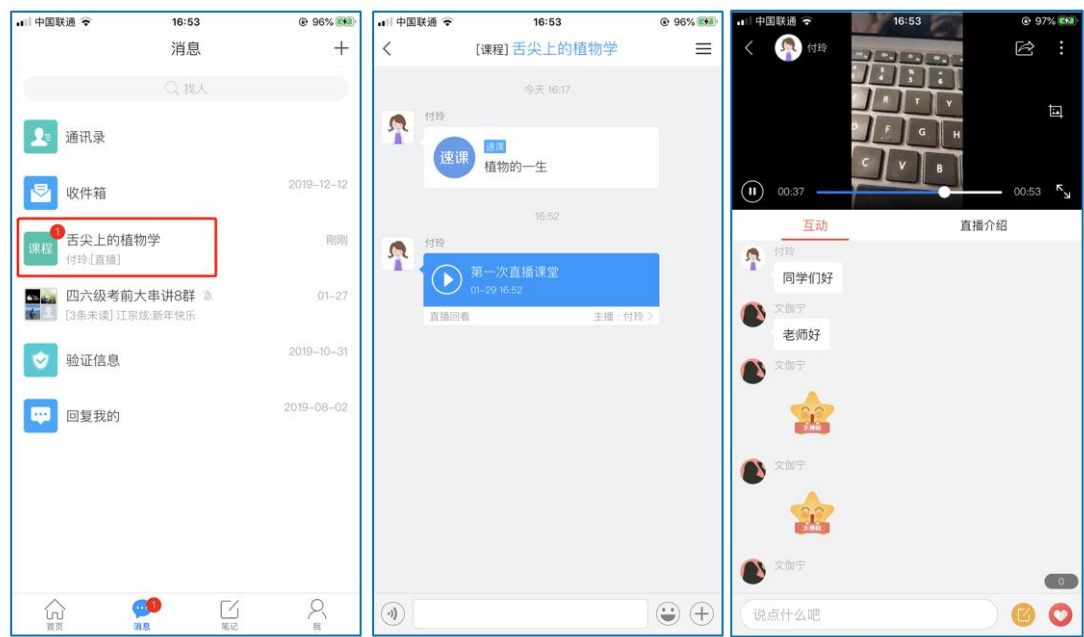 中国联通
16:53
96%
消息
找人
通讯录
收件箱
2019-12-12
课程
1
舌尖上的植物学
刚刚
付玲:[直播]
四六级考前大串讲8群
01-27
[3条未读] 江宗炫:新年快乐
验证信息
2019-10-31
回复我的
2019-08-02
首页
1
消息
笔记
我
中国联通
16:53
96%
[课程] 舌尖上的植物学
今天 16:17
付玲
速课
速课
植物的一生
16:52
付玲
第一次直播课堂
01-29 16:52
直播回看
主播：付玲
中国联通
16:53
97%
付玲
R T Y
F G H
C V B
00:37
00:53
互动
直播介绍
付玲
同学们好
文伽宁
老师好
文伽宁
太棒啦
文伽宁
太棒啦
文伽宁
0
说点什么吧